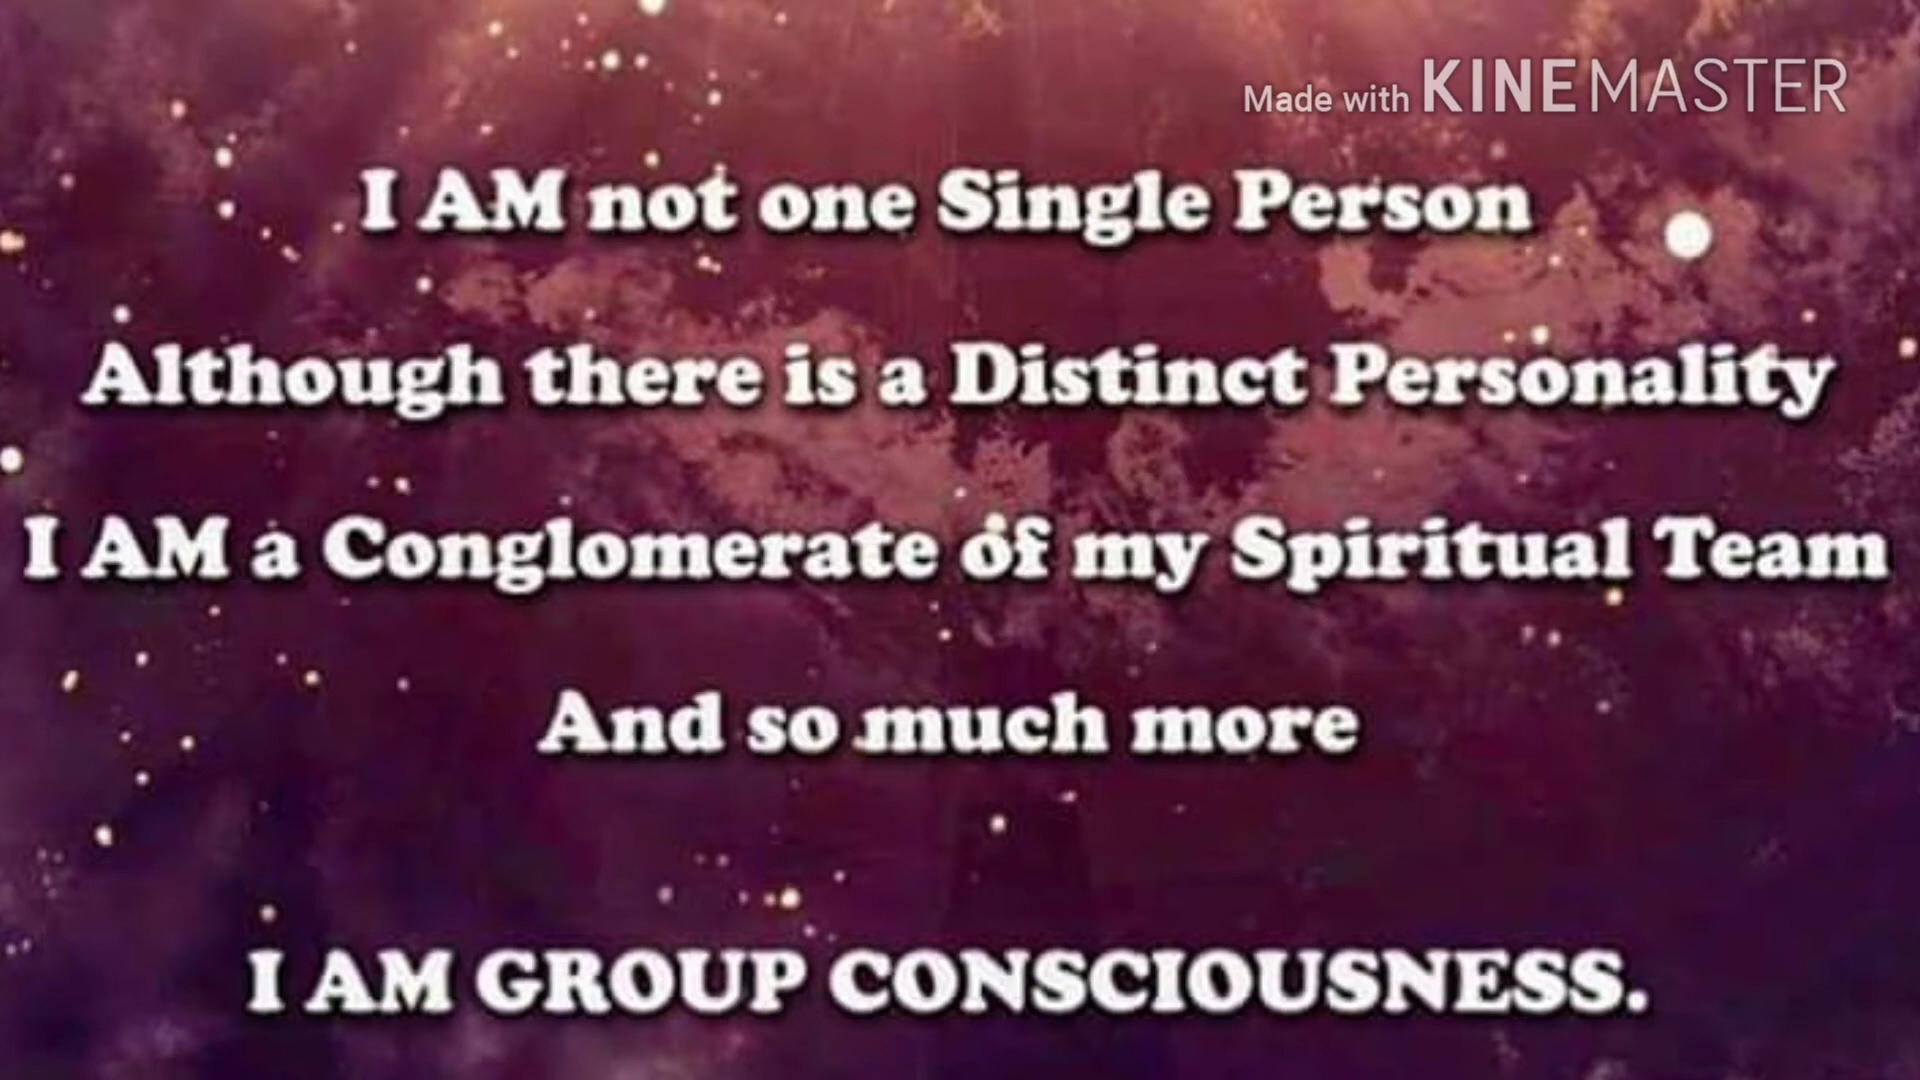 Made with KINEMASTER
I AM not one Single Person
Although there is a Distinct Personality
I AM a Conglomerate of my Spiritual Team
And so much more
I AM GROUP CONSCIOUSNESS.